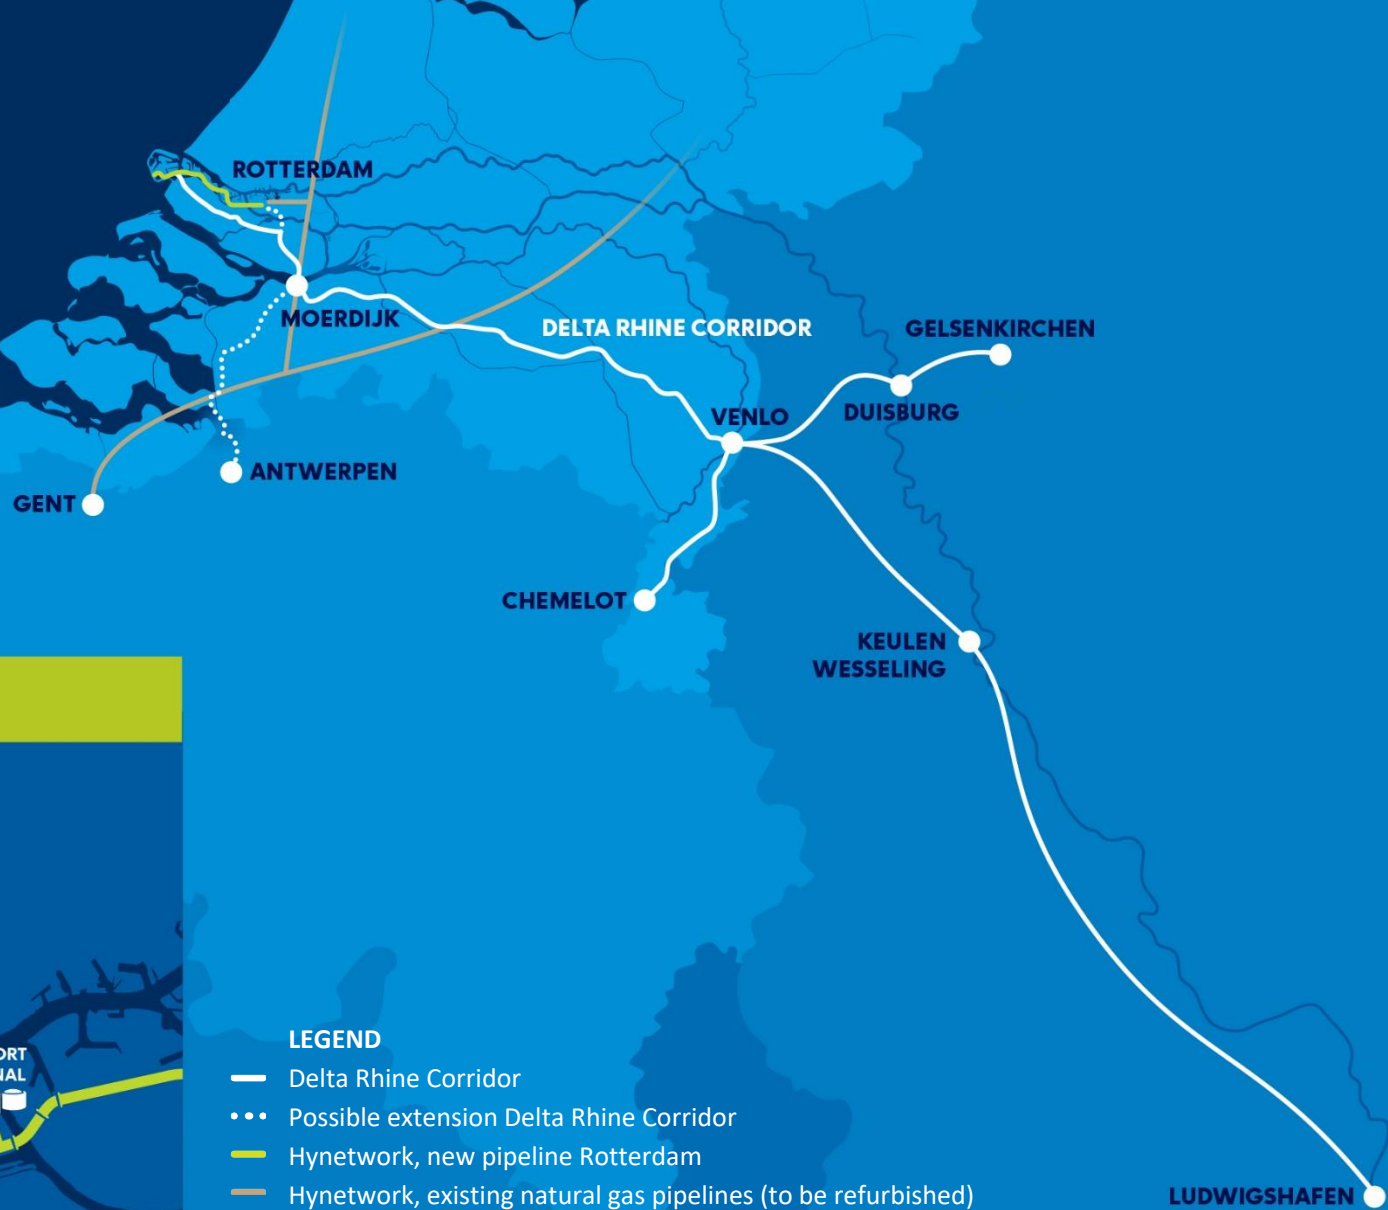 ROTTERDAM
MOERDIJK
DELTA RHINE CORRIDOR
GELSENKIRCHEN
DUISBURG
VENLO
ANTWERPEN
GENT
CHEMELOT
KEULEN
WESSELING
LEGEND
Delta Rhine Corridor
Possible extension Delta Rhine Corridor
Hynetwork, new pipeline Rotterdam
Hynetwork, existing natural gas pipelines (to be refurbished)
LUDWIGSHAFEN